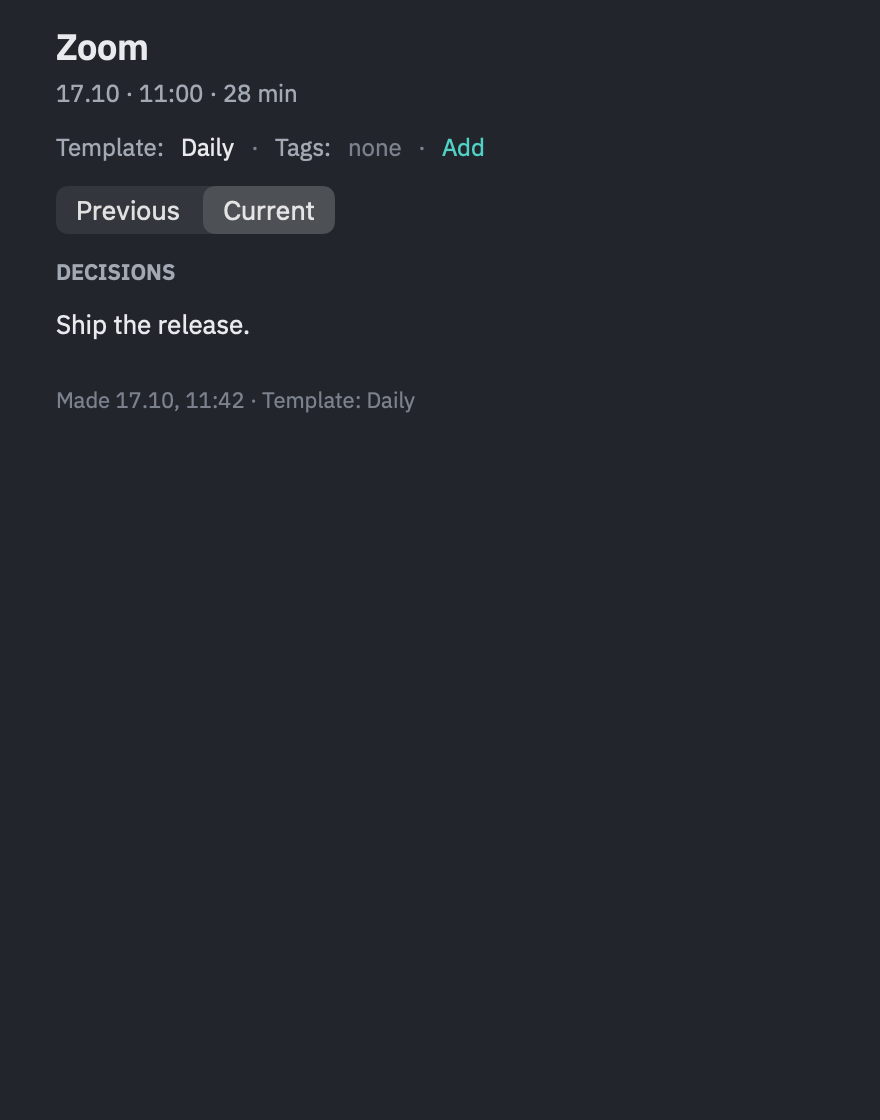 Zoom
17.10 · 11:00 · 28 min
Template: Daily · Tags: none · Add
Previous Current
DECISIONS
Ship the release.
Made 17.10, 11:42 · Template: Daily